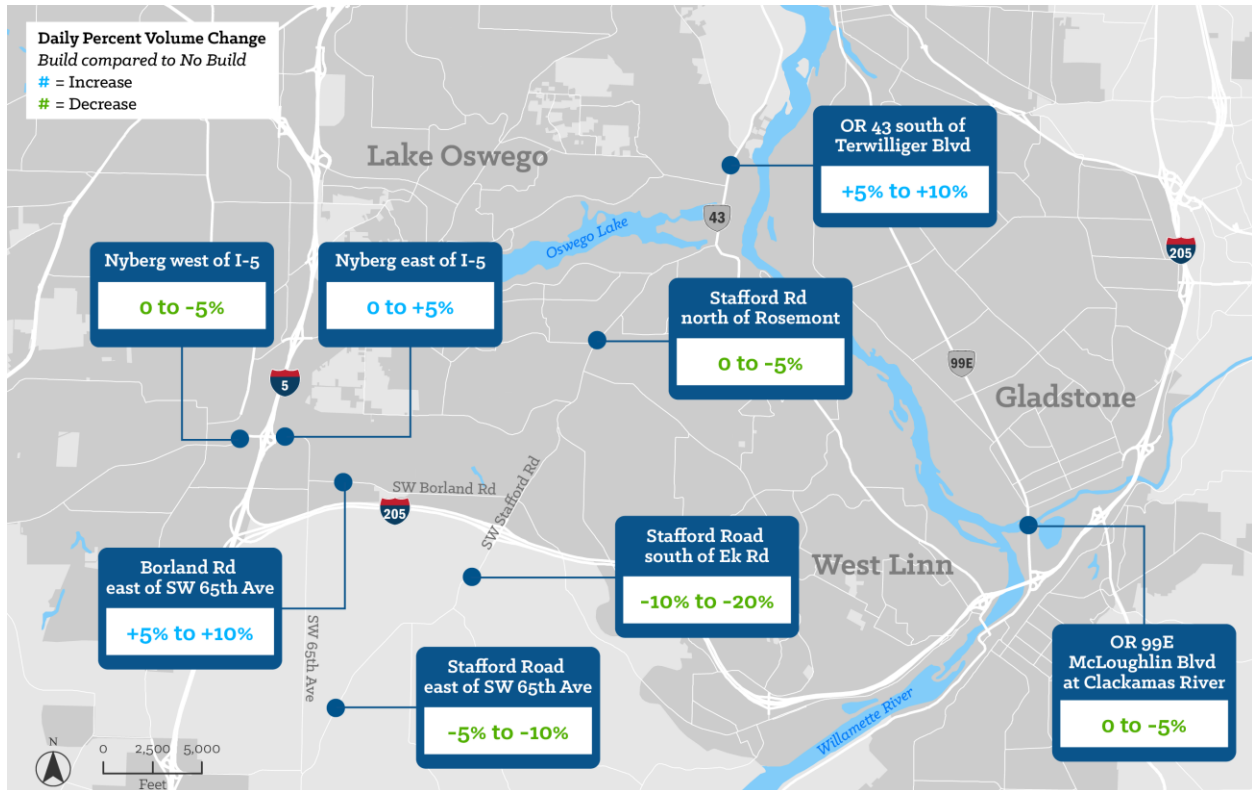 Daily Percent Volume Change
Build compared to No Build
# = Increase
# = Decrease
Lake Oswego
OR 43 south of
Terwilliger Blvd
+5% to +10%
43
Oswego Lake
205
Nyberg west of I-5
0 to -5%
Nyberg east of I-5
0 to +5%
Stafford Rd
north of Rosemont
0 to -5%
5
99E
Gladstone
SW Borland Rd
205
SW Stafford Rd
Borland Rd
east of SW 65th Ave
+5% to +10%
Stafford Road
south of Ek Rd
-10% to -20%
West Linn
SW 65th Ave
Stafford Road
east of SW 65th Ave
-5% to -10%
OR 99E
McLoughlin Blvd
at Clackamas River
0 to -5%
Willamette River
N
0 2,500 5,000
Feet